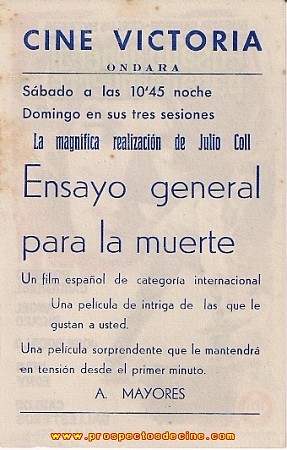 CINE VICTORIA
ONDARA
Sábado a las 10'45 noche
Domingo en sus tres sesiones
La magnífica realización de Julio Coll
Ensayo general
para la muerte
Un film español de categoría internacional
Una película de intriga de las que le
gustan a usted.
Una película sorprendente que le mantendrá
en tensión desde el primer minuto.
A. MAYORES
www.prospectosdecine.com